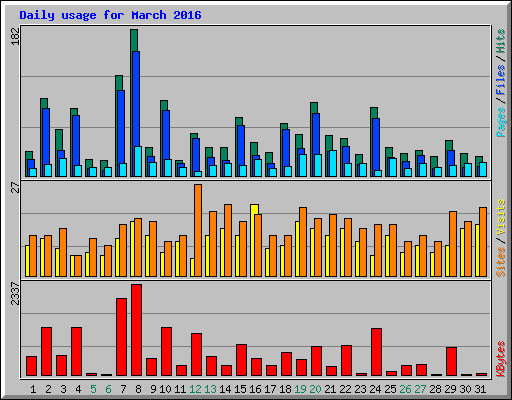 Daily usage for March 2016
182
Pages / Files / Hits
27
Sites / Visits
2337
KBytes
1 2 3 4 5 6 7 8 9 10 11 12 13 14 15 16 17 18 19 20 21 22 23 24 25 26 27 28 29 30 31